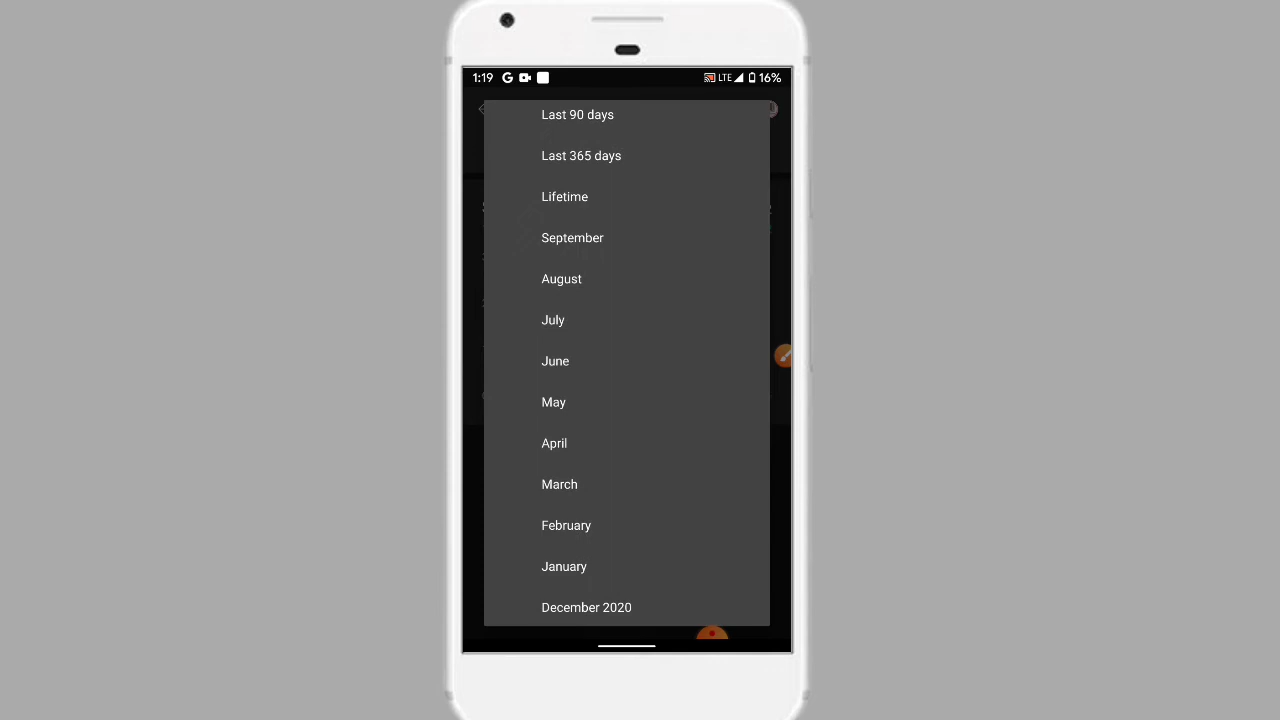 1:19 G LTE 16%
Last 90 days
Last 365 days
Lifetime
September
August
July
June
May
April
March
February
January
December 2020